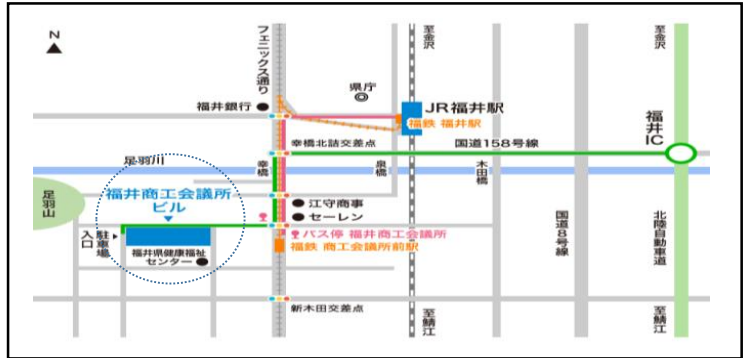 N
フェニックス通り
至金沢
至金沢
県庁
福井銀行
JR福井駅
福鉄 福井駅
福井IC
幸橋北詰交差点
国道158号線
足羽川
幸橋
泉橋
木田橋
足羽山
福井商工会議所
ビル
江守商事
セーレン
バス停 福井商工会議所
福鉄 商工会議所前駅
駐車場
入口
福井県健康福祉
センター
国道8号線
北陸自動車道
新木田交差点
至鯖江
至鯖江